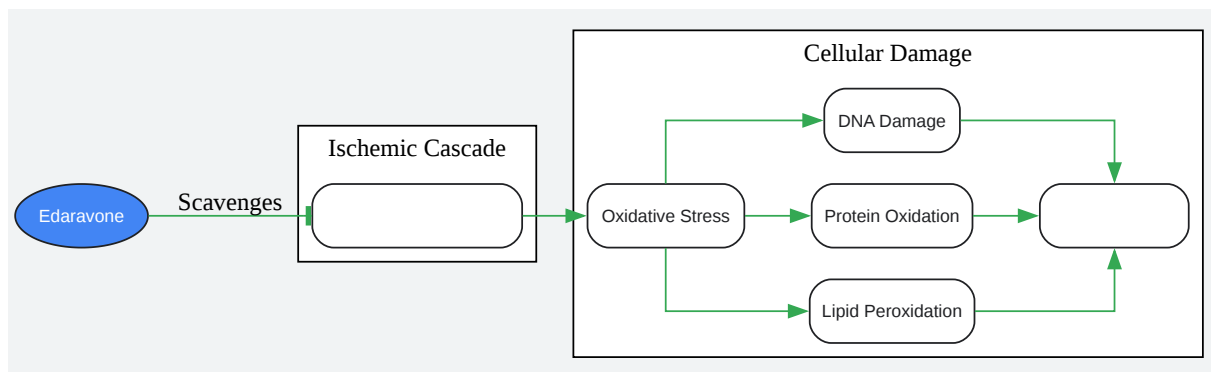 Cellular Damage
DNA Damage
Ischemic Cascade
Scavenges
Edaravone
Oxidative Stress
Protein Oxidation
Lipid Peroxidation